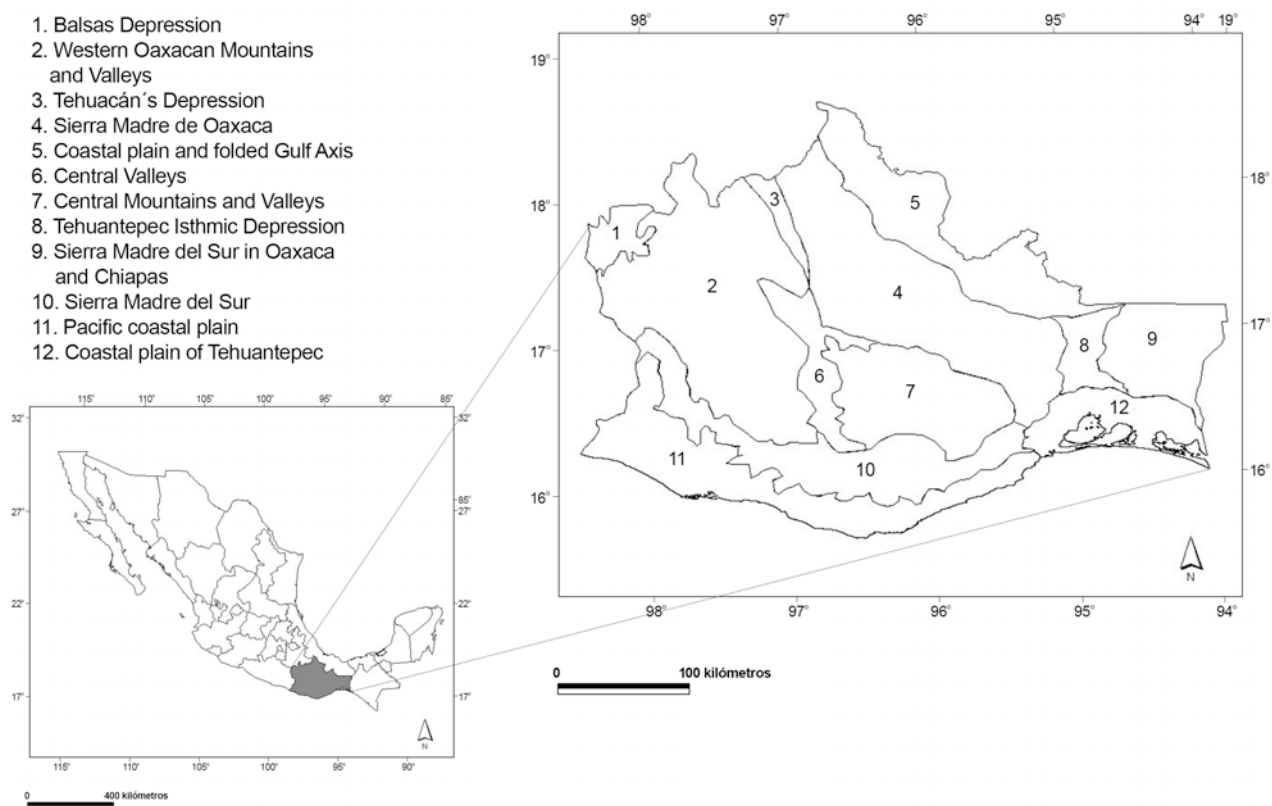 1. Balsas Depression
2. Western Oaxacan Mountains
and Valleys
3. Tehuacán´s Depression
4. Sierra Madre de Oaxaca
5. Coastal plain and folded Gulf Axis
6. Central Valleys
7. Central Mountains and Valleys
8. Tehuantepec Isthmic Depression
9. Sierra Madre del Sur in Oaxaca
and Chiapas
10. Sierra Madre del Sur
11. Pacific coastal plain
12. Coastal plain of Tehuantepec
98° 97° 96° 95° 94° 19°
19°
18°
18°
17°
17°
16°
16°
1
2
3
4
5
6
7
8
9
10
11
12
N
98° 97° 96° 95° 94°
0 100 kilómetros
115° 110° 105° 100° 95° 90° 85°
32° 32°
85°
27° 27°
22° 22°
17° 17°
N
115° 110° 105° 100° 95° 90°
0 400 kilómetros